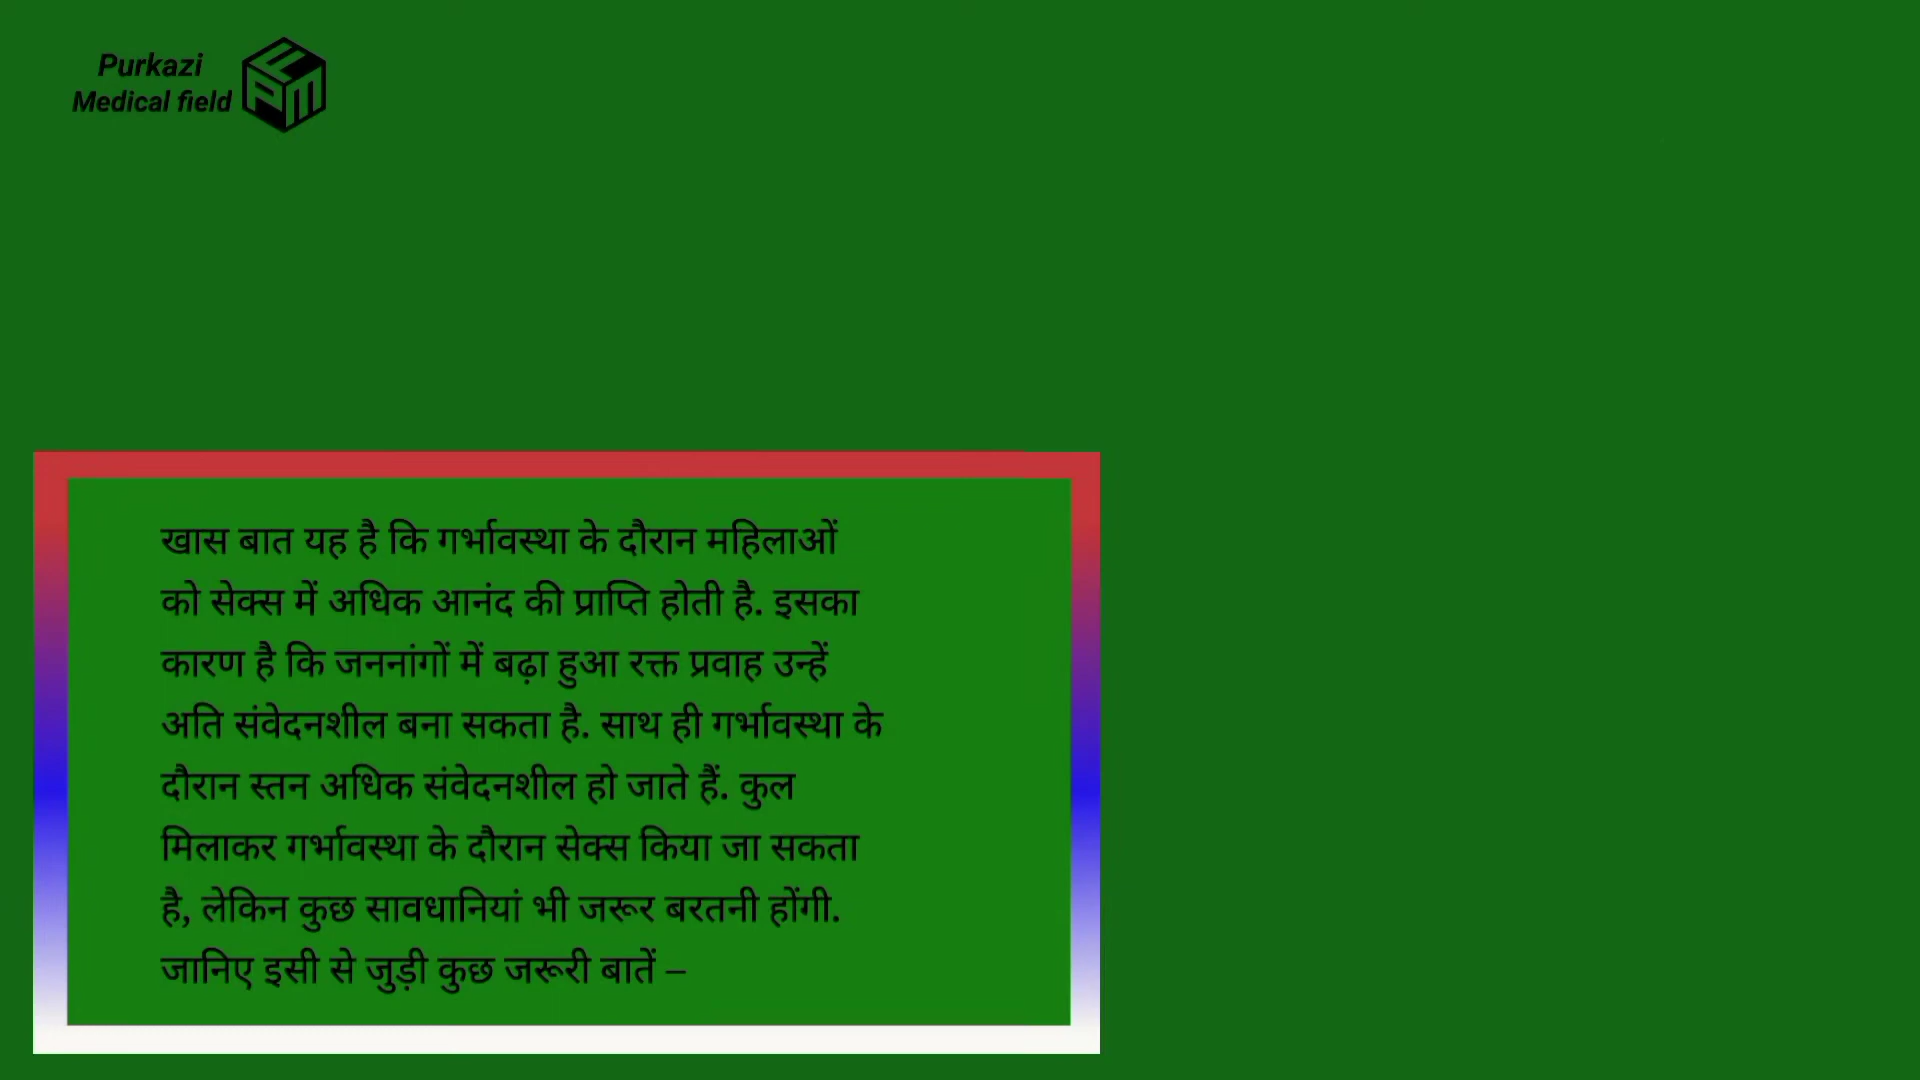 Purkazi
Medical field
खास बात यह है कि गर्भावस्था के दौरान महिलाओं
को सेक्स में अधिक आनंद की प्राप्ति होती है. इसका
कारण है कि जननांगों में बढ़ा हुआ रक्त प्रवाह उन्हें
अति संवेदनशील बना सकता है. साथ ही गर्भावस्था के
दौरान स्तन अधिक संवेदनशील हो जाते हैं. कुल
मिलाकर गर्भावस्था के दौरान सेक्स किया जा सकता
है, लेकिन कुछ सावधानियां भी जरूर बरतनी होंगी.
जानिए इसी से जुड़ी कुछ जरूरी बातें –